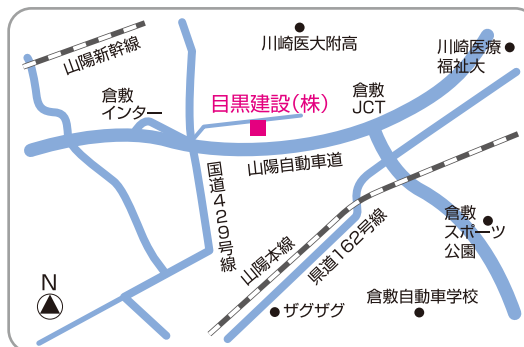 山陽新幹線
川崎医大附高
川崎医療
福祉大
倉敷
インター
目黒建設(株)
倉敷
JCT
山陽自動車道
国道429号線
山陽本線
県道162号線
倉敷
スポーツ
公園
N
ザグザグ
倉敷自動車学校